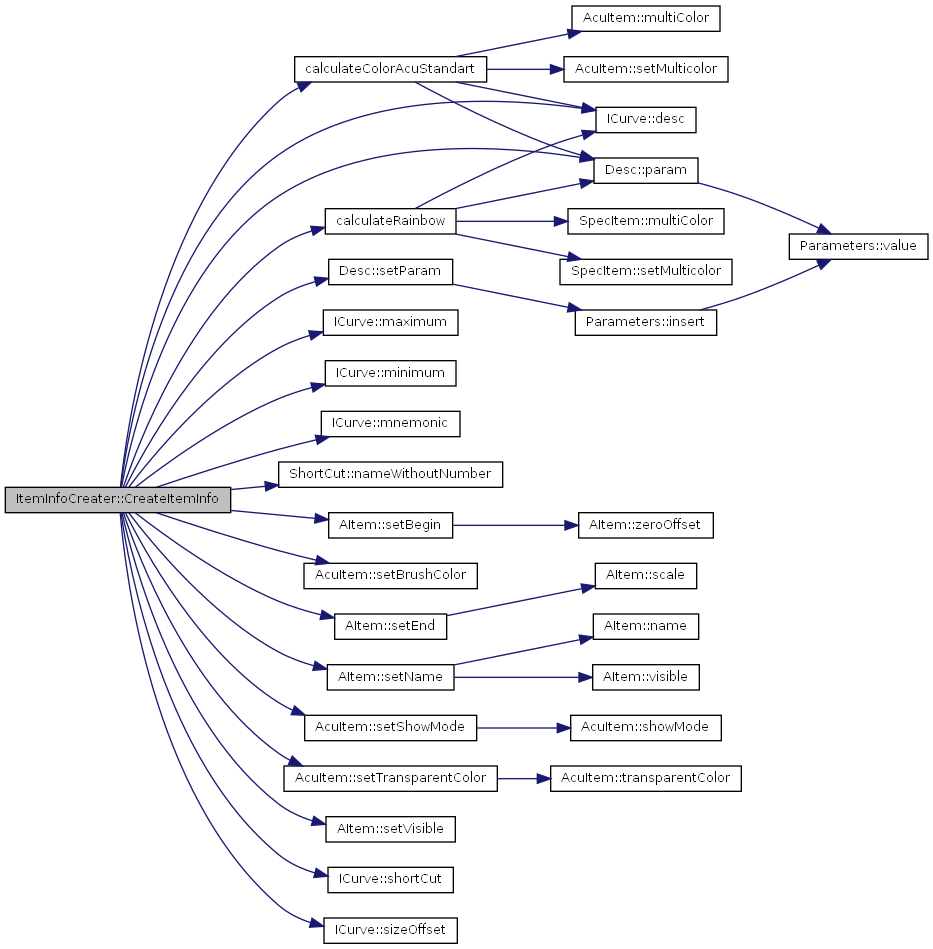 AcuItem::multiColor
calculateColorAcuStandart
AcuItem::setMulticolor
ICurve::desc
Desc::param
calculateRainbow
SpecItem::multiColor
Parameters::value
Desc::setParam
SpecItem::setMulticolor
ICurve::maximum
Parameters::insert
ICurve::minimum
ICurve::mnemonic
ShortCut::nameWithoutNumber
ItemInfoCreater::CreateItemInfo
AItem::setBegin
AItem::zeroOffset
AcuItem::setBrushColor
AItem::scale
AItem::setEnd
AItem::name
AItem::setName
AItem::visible
AcuItem::setShowMode
AcuItem::showMode
AcuItem::setTransparentColor
AcuItem::transparentColor
AItem::setVisible
ICurve::shortCut
ICurve::sizeOffset